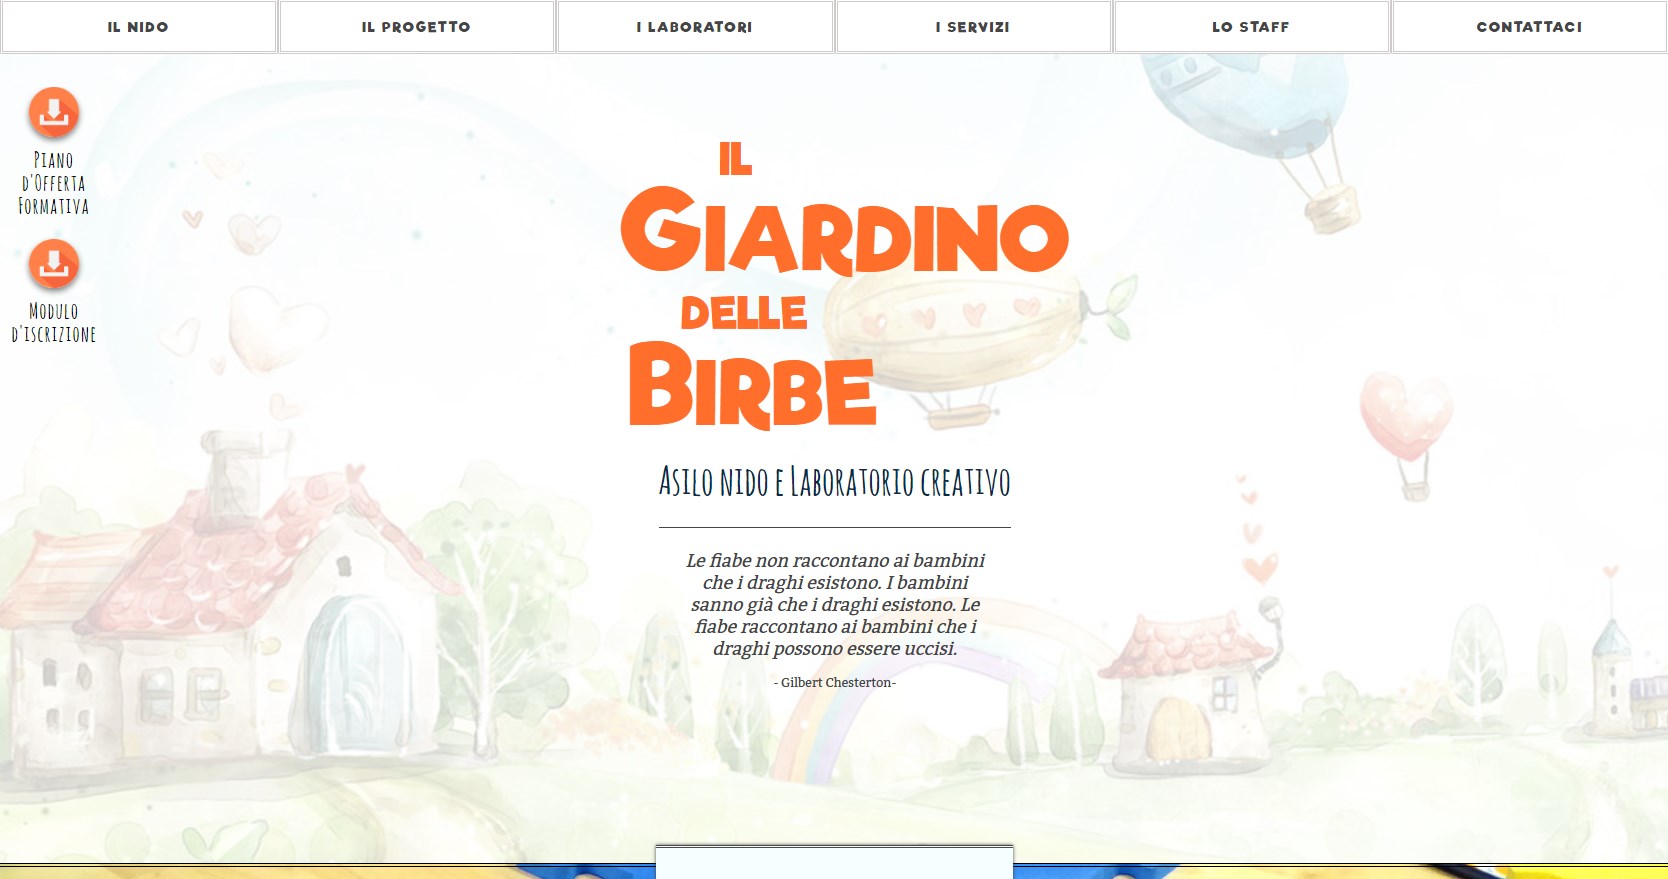 IL NIDO
IL PROGETTO
I LABORATORI
I SERVIZI
LO STAFF
CONTATTACI
Piano
d'Offerta
Formativa
Modulo
d'iscrizione
IL
GIARDINO
DELLE
BIRBE
Asilo nido e Laboratorio creativo
Le fiabe non raccontano ai bambini
che i draghi esistono. I bambini
sanno già che i draghi esistono. Le
fiabe raccontano ai bambini che i
draghi possono essere uccisi.
- Gilbert Chesterton-